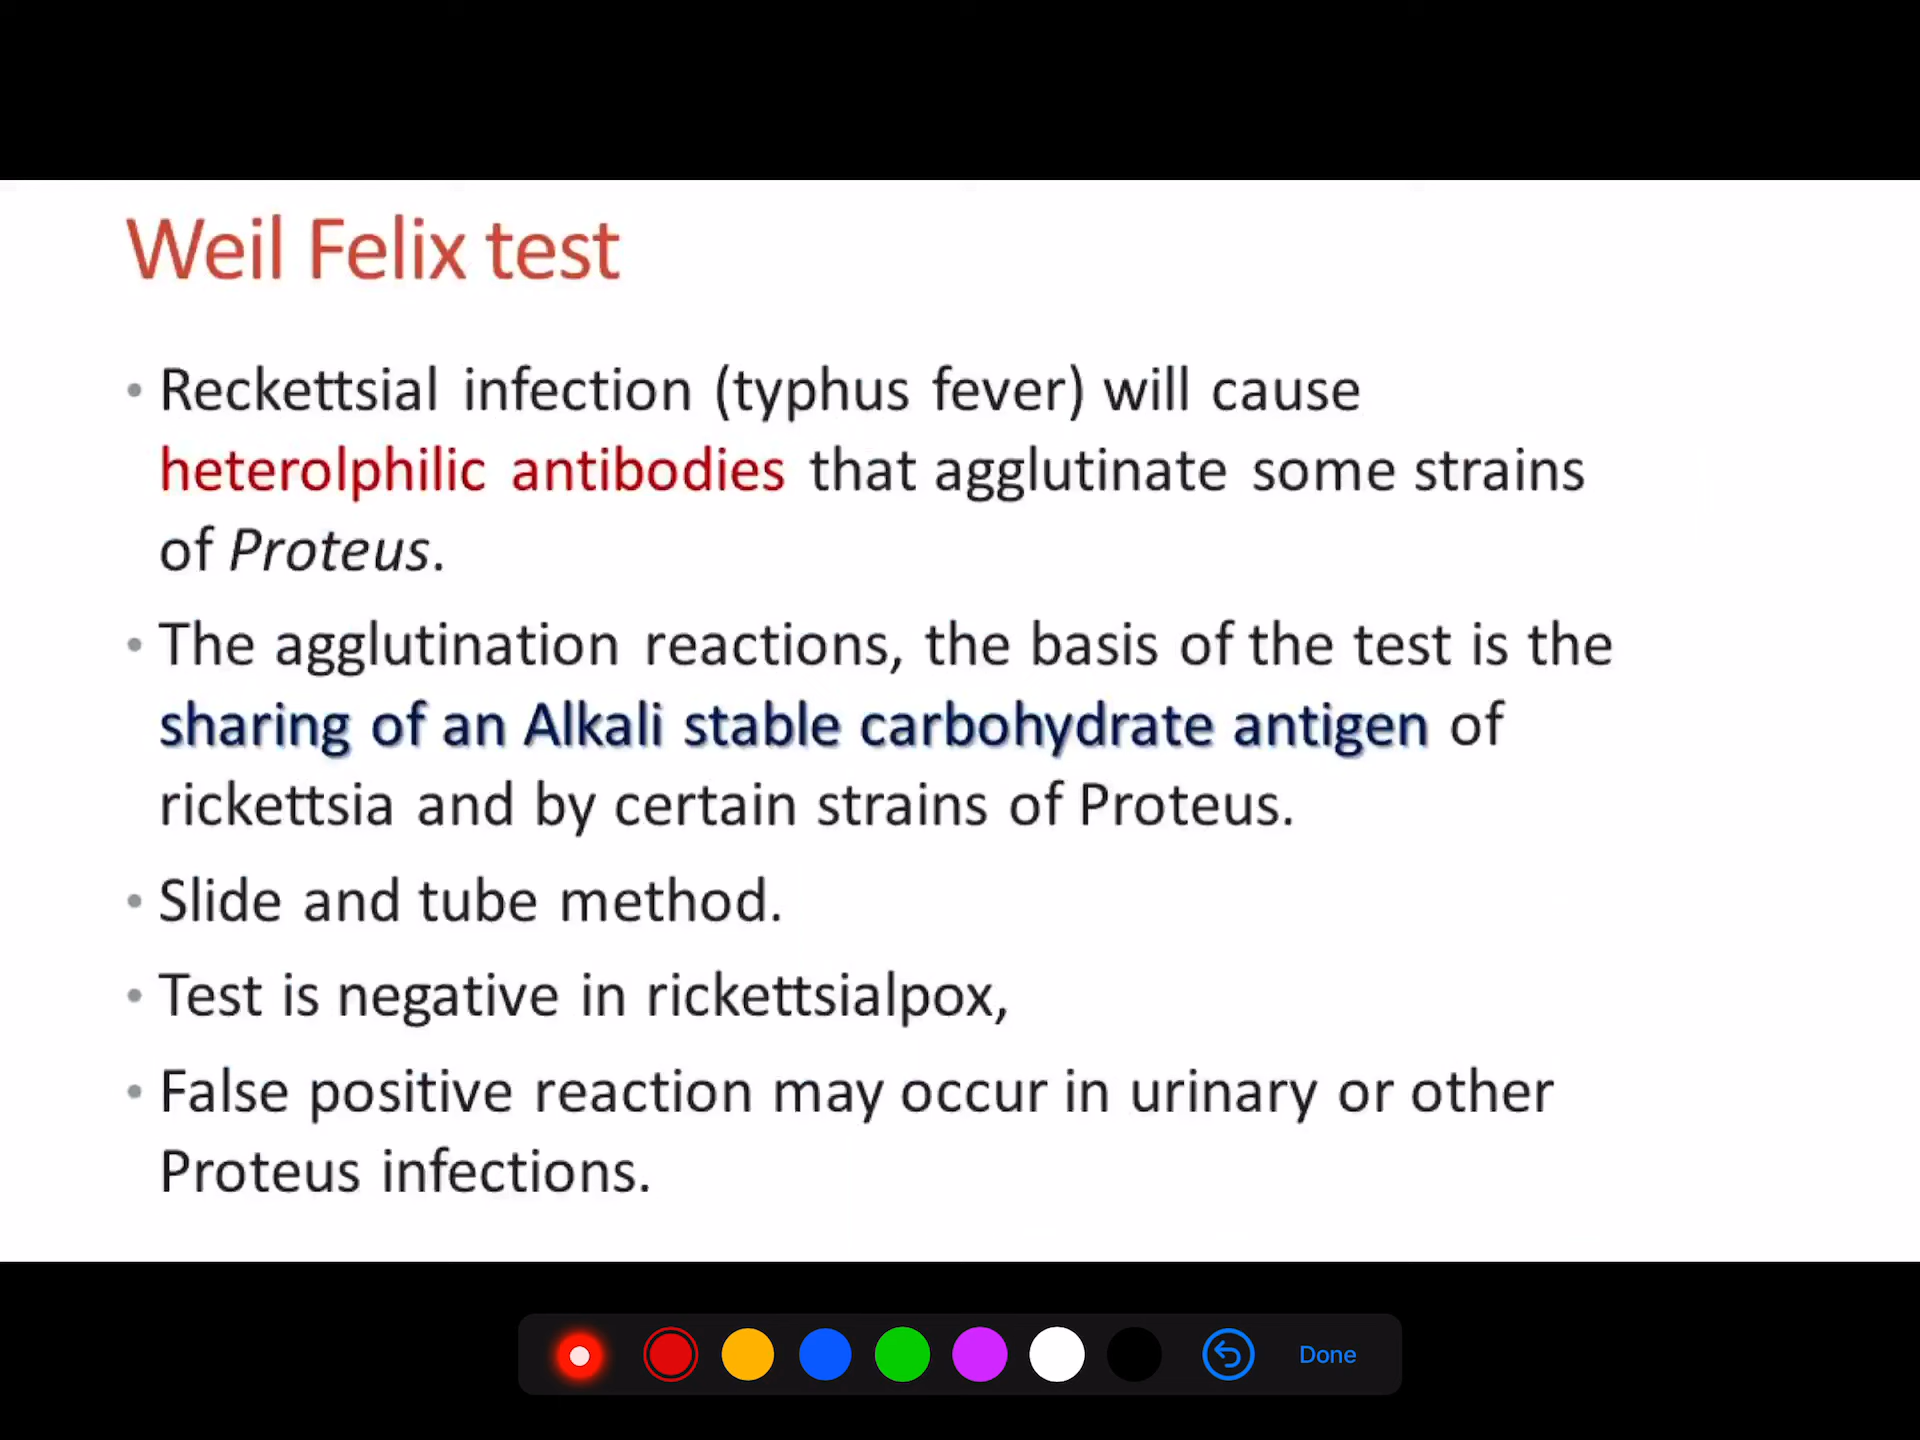 Weil Felix test
• Reckettsial infection (typhus fever) will cause
heterolphilic antibodies that agglutinate some strains
of Proteus.
• The agglutination reactions, the basis of the test is the
sharing of an Alkali stable carbohydrate antigen of
rickettsia and by certain strains of Proteus.
• Slide and tube method.
• Test is negative in rickettsialpox,
• False positive reaction may occur in urinary or other
Proteus infections.
Done